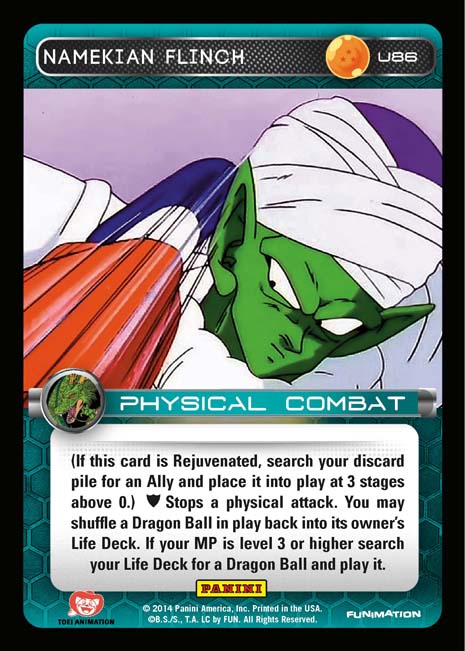 NAMEKIAN FLINCH
U86
PHYSICAL COMBAT
(If this card is Rejuvenated, search your discard
pile for an Ally and place it into play at 3 stages
above 0.) Stops a physical attack. You may
shuffle a Dragon Ball in play back into its owner's
Life Deck. If your MP is level 3 or higher search
your Life Deck for a Dragon Ball and play it.
PANINI
TOEI ANIMATION
© 2014 Panini America, Inc. Printed in the USA.
©B.S./S., T.A. LC by FUN. All Rights Reserved.
FUNIMATION